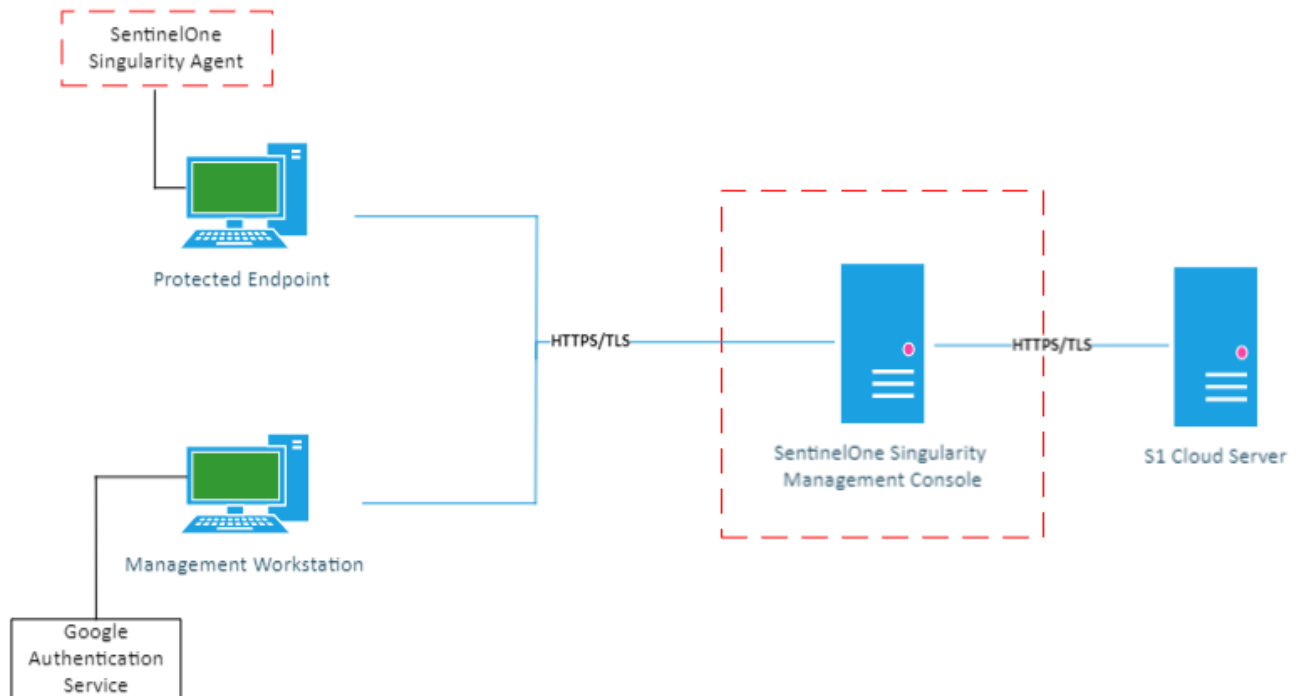 SentinelOne
Singularity Agent
Protected Endpoint
HTTPS/TLS
HTTPS/TLS
SentinelOne Singularity
Management Console
S1 Cloud Server
Management Workstation
Google
Authentication
Service